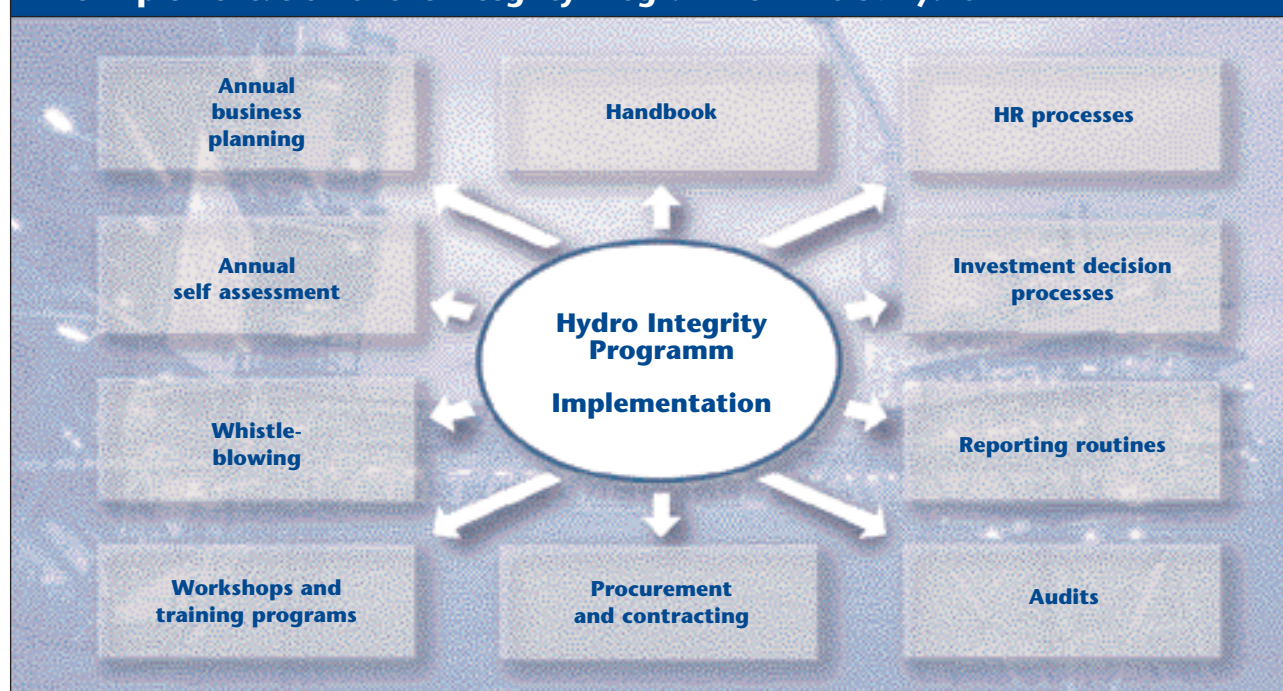 Annual
business
planning
Handbook
HR processes
Annual
self assessment
Investment decision
processes
Hydro Integrity
Programm
Implementation
Whistle-
blowing
Reporting routines
Workshops and
training programs
Procurement
and contracting
Audits